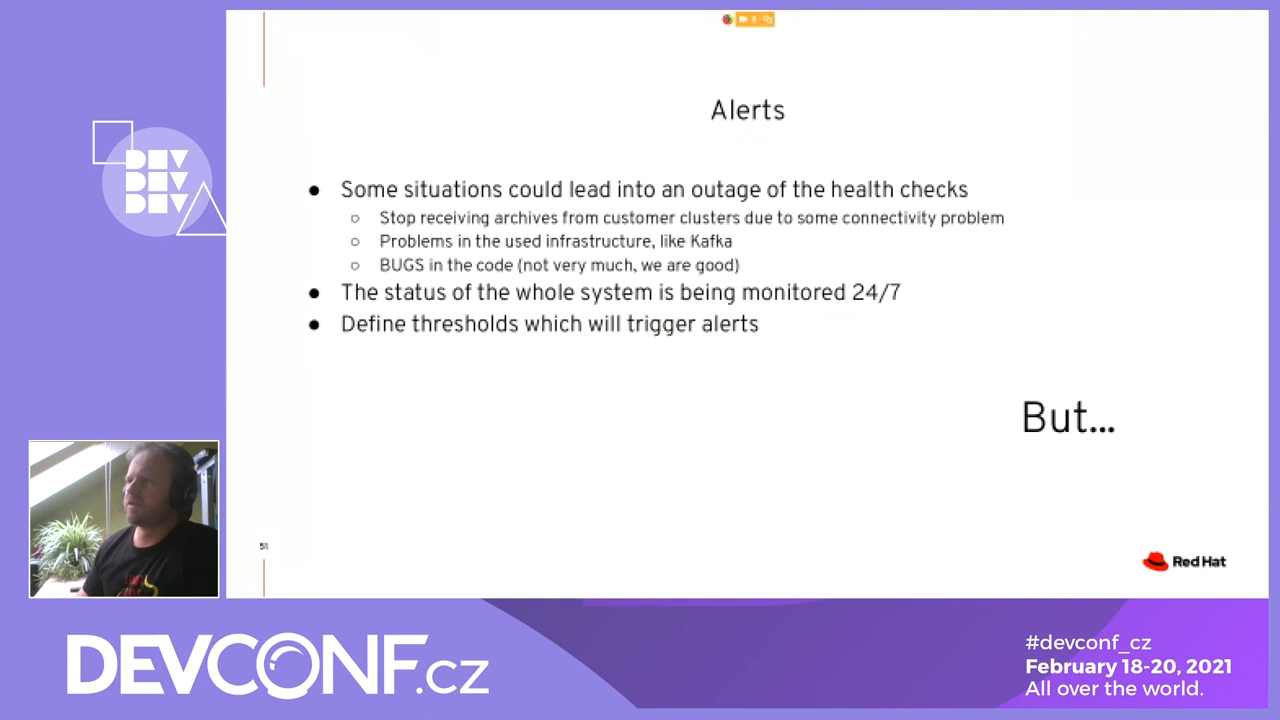 Alerts
● Some situations could lead into an outage of the health checks
○ Stop receiving archives from customer clusters due to some connectivity problem
○ Problems in the used infrastructure, like Kafka
○ BUGS in the code (not very much, we are good)
● The status of the whole system is being monitored 24/7
● Define thresholds which will trigger alerts
But...
51
Red Hat
DEV
DEV
DEV
DEVCONF.cz
#devconf_cz
February 18-20, 2021
All over the world.